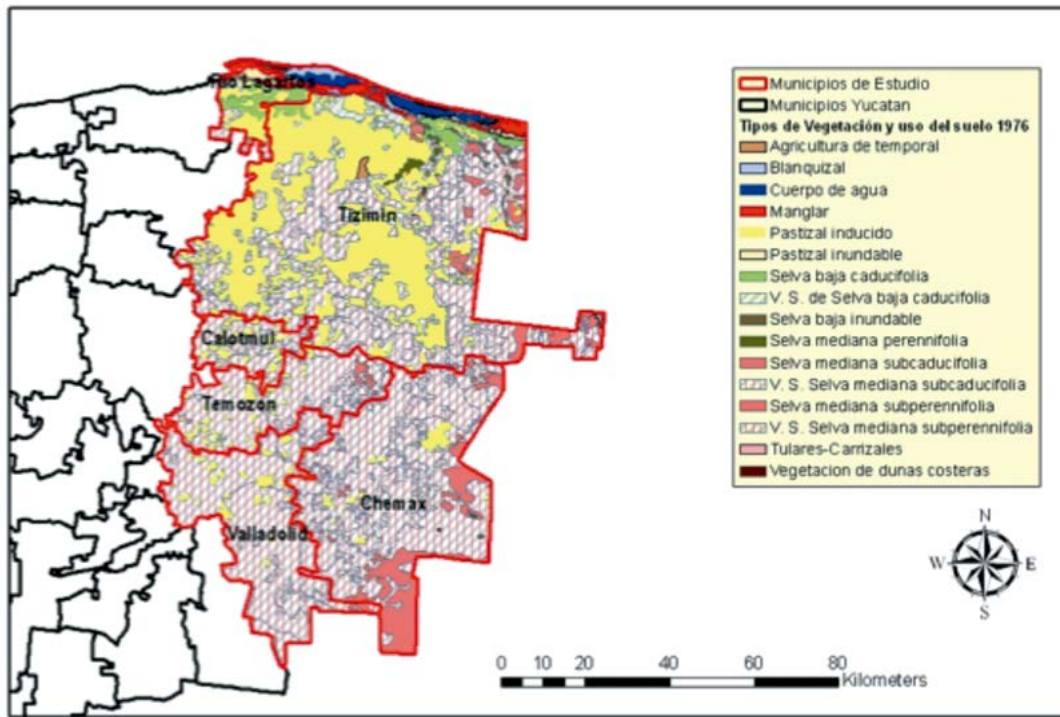 Rio Lagartos
Tizimin
Calotmul
Temozon
Valladolid
Chemax
Municipios de Estudio
Municipios Yucatan
Tipos de Vegetación y uso del suelo 1976
Agricultura de temporal
Blanquizal
Cuerpo de agua
Manglar
Pastizal inducido
Pastizal inundable
Selva baja caducifolia
V. S. de Selva baja caducifolia
Selva baja inundable
Selva mediana perennifolia
Selva mediana subcaducifolia
V. S. Selva mediana subcaducifolia
Selva mediana subperennifolia
V. S. Selva mediana subperennifolia
Tulares-Carrizales
Vegetacion de dunas costeras
N
W E
S
0 10 20 40 60 80
Kilometers